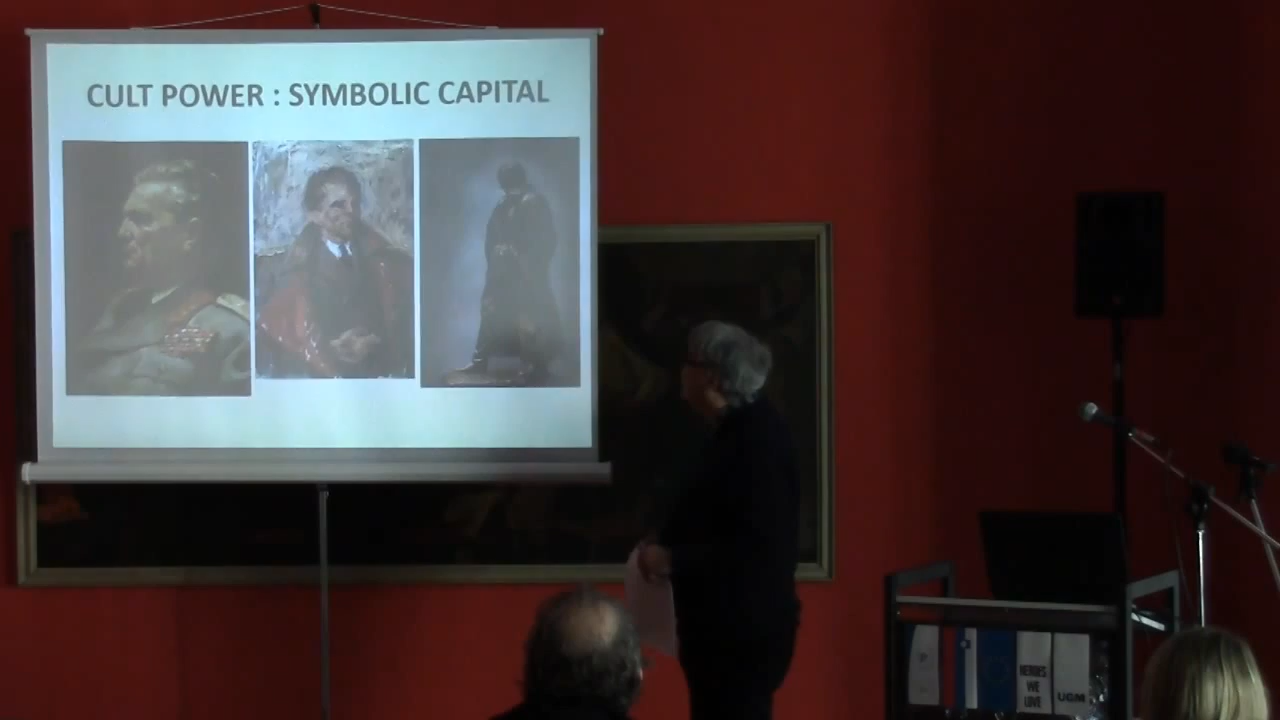 CULT POWER : SYMBOLIC CAPITAL
HEROES
WE
LOVE
UGM